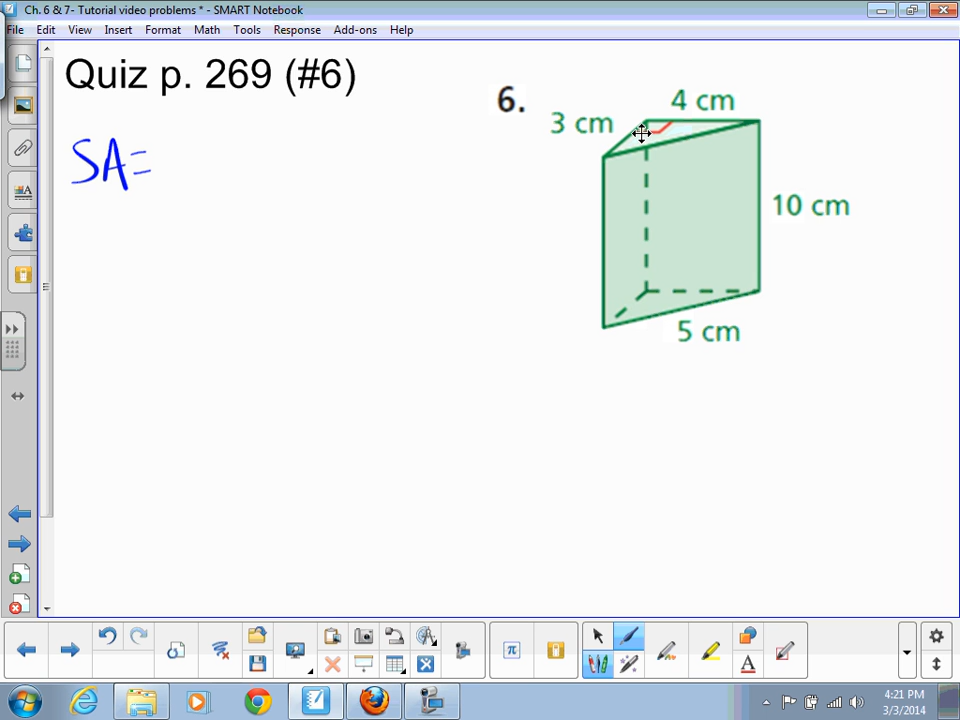 Ch. 6 & 7- Tutorial video problems * - SMART Notebook
File Edit View Insert Format Math Tools Response Add-ons Help
Quiz p. 269 (#6)
6.
4 cm
3 cm
SA=
10 cm
5 cm
π
A
4:21 PM
3/3/2014